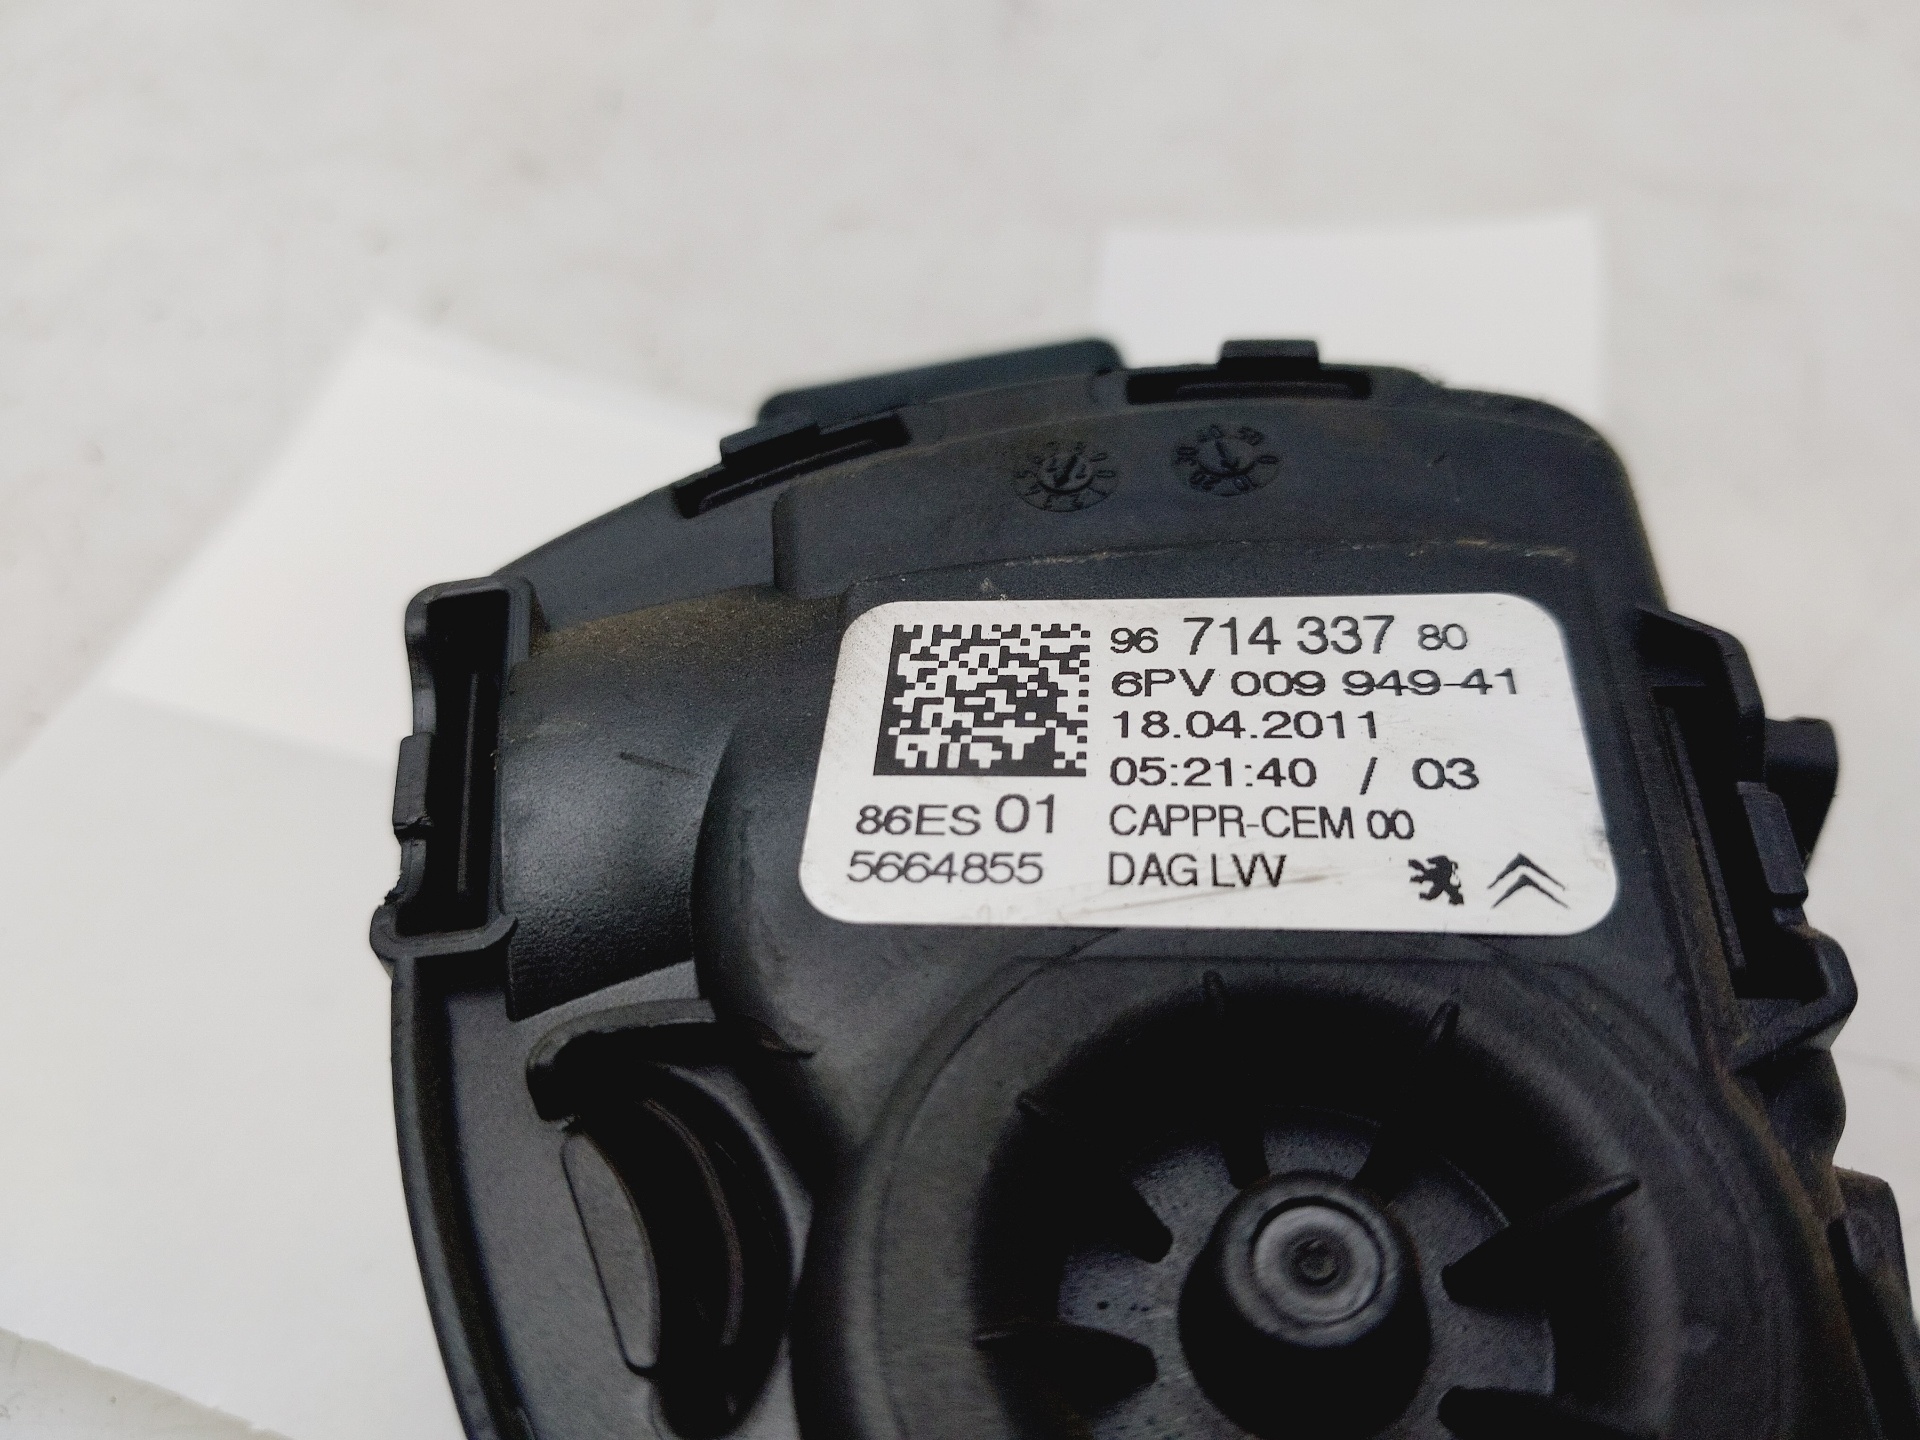 96 714 337 80
6PV 009 949-41
18.04.2011
05:21:40 / 03
86ES 01 CAPPR-CEM 00
5664855 DAG LVV